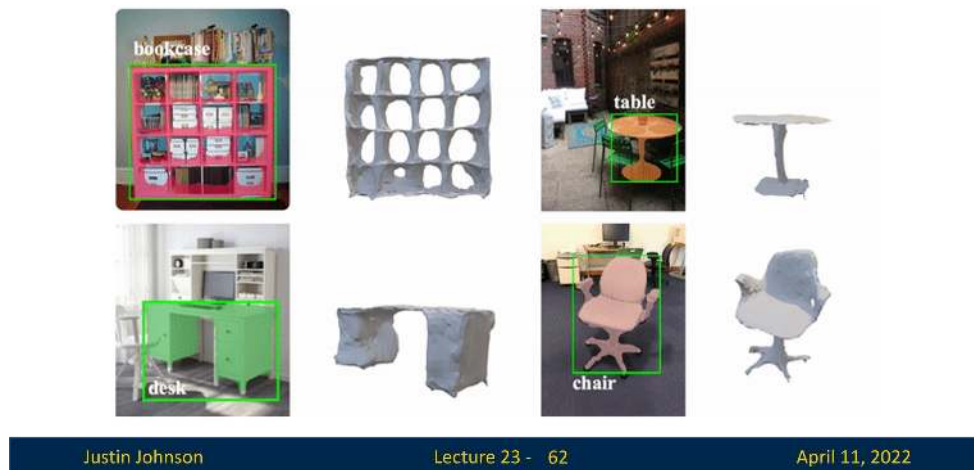 bookcase
table
desk
chair
Justin Johnson
Lecture 23 - 62
April 11, 2022